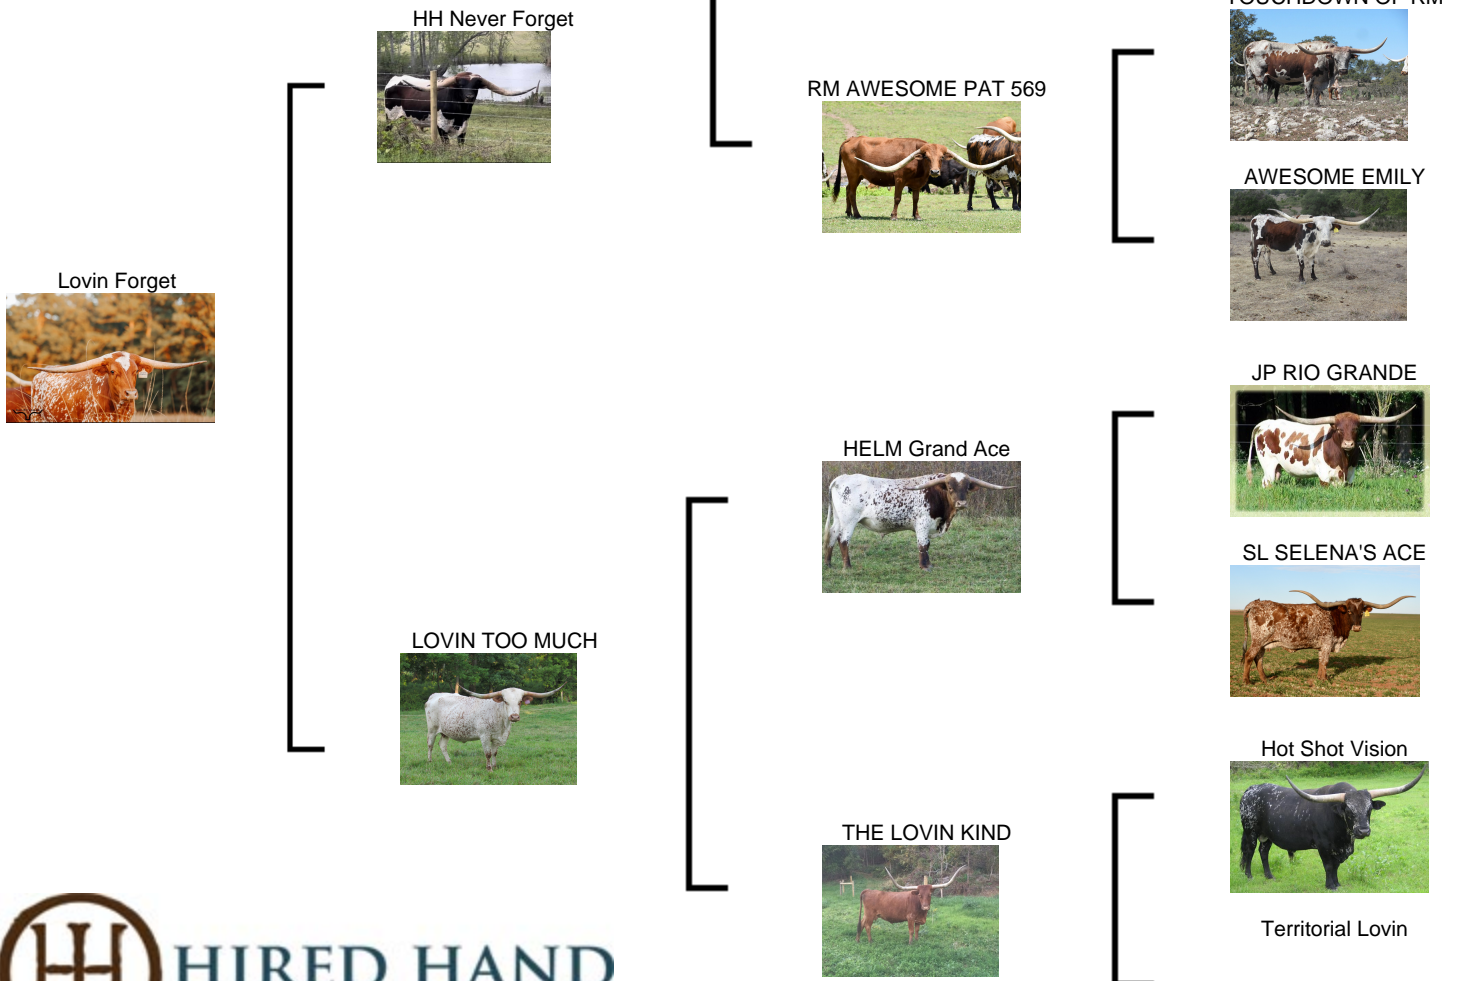 HH Never Forget
RM AWESOME PAT 569
AWESOME EMILY
Lovin Forget
JP RIO GRANDE
HELM Grand Ace
SL SELENA'S ACE
LOVIN TOO MUCH
Hot Shot Vision
THE LOVIN KIND
Territorial Lovin
HIRED HAND